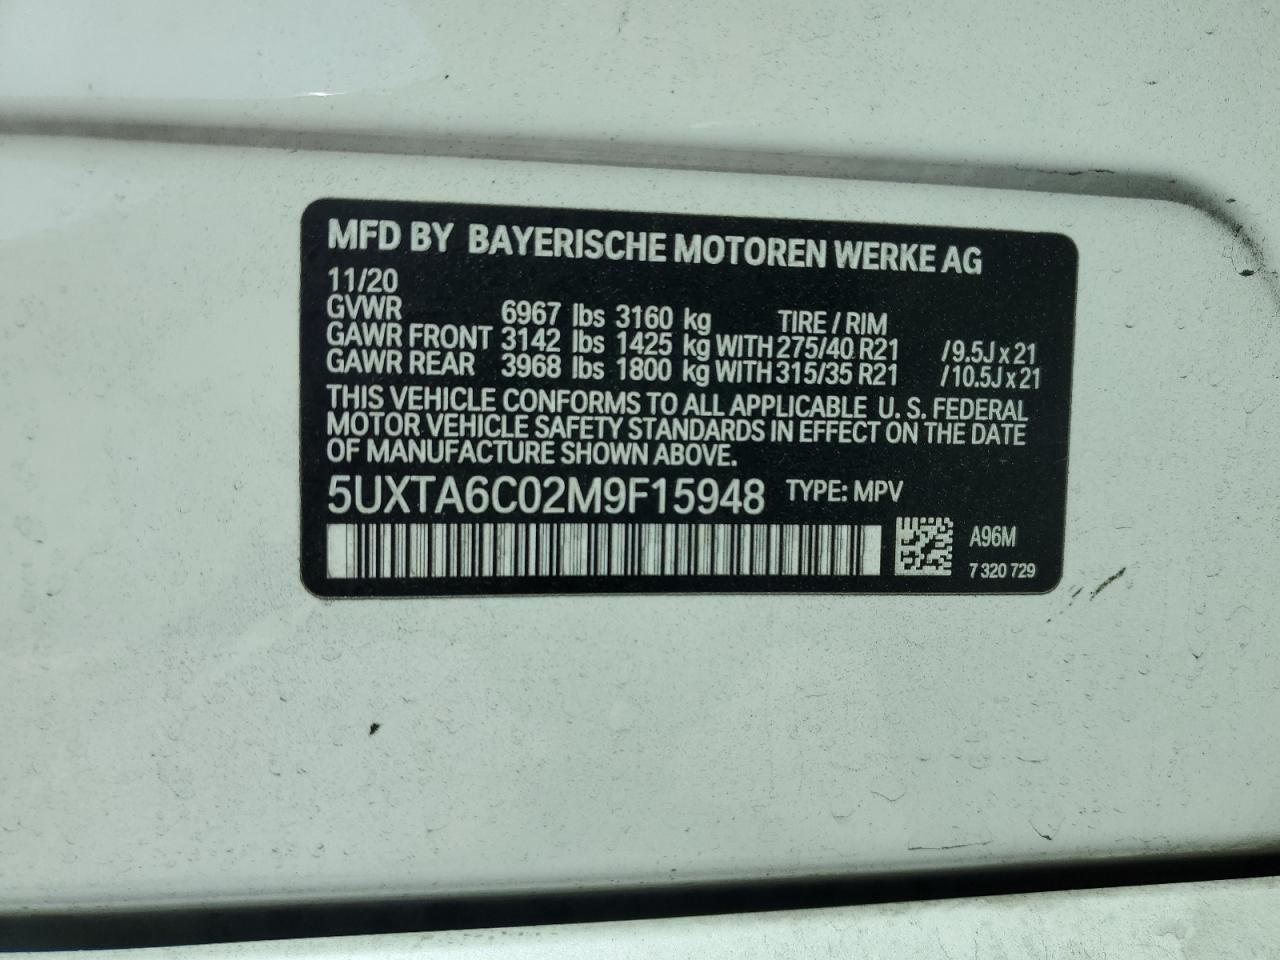 MFD BY BAYERISCHE MOTOREN WERKE AG
11/20
GVWR 6967 lbs 3160 kg TIRE / RIM
GAWR FRONT 3142 lbs 1425 kg WITH 275/40 R21 /9.5J x 21
GAWR REAR 3968 lbs 1800 kg WITH 315/35 R21 /10.5J x 21
THIS VEHICLE CONFORMS TO ALL APPLICABLE U. S. FEDERAL
MOTOR VEHICLE SAFETY STANDARDS IN EFFECT ON THE DATE
OF MANUFACTURE SHOWN ABOVE.
5UXTA6C02M9F15948 TYPE: MPV
A96M
7 320 729